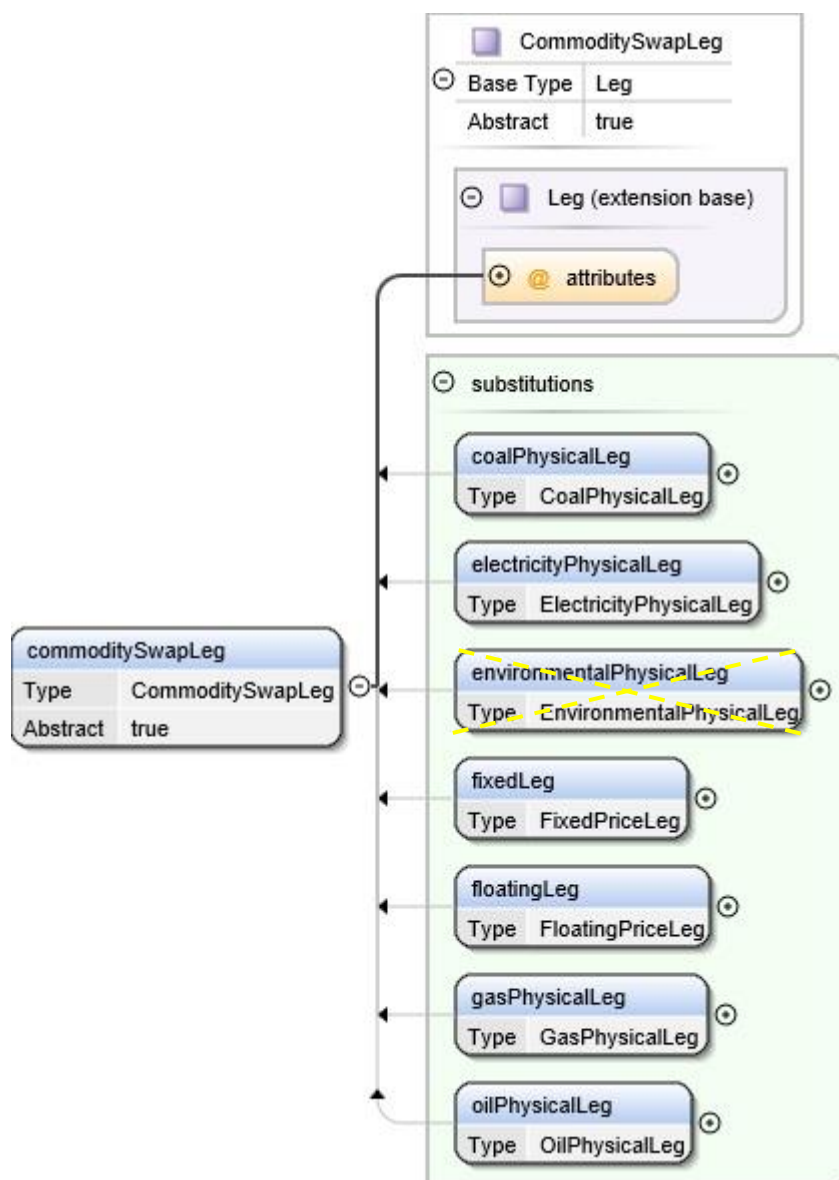 CommoditySwapLeg
Base Type Leg
Abstract true
Leg (extension base)
@ attributes
substitutions
coalPhysicalLeg
Type CoalPhysicalLeg
electricityPhysicalLeg
Type ElectricityPhysicalLeg
commoditySwapLeg
Type CommoditySwapLeg
Abstract true
environmentalPhysicalLeg
Type EnvironmentalPhysicalLeg
fixedLeg
Type FixedPriceLeg
floatingLeg
Type FloatingPriceLeg
gasPhysicalLeg
Type GasPhysicalLeg
oilPhysicalLeg
Type OilPhysicalLeg